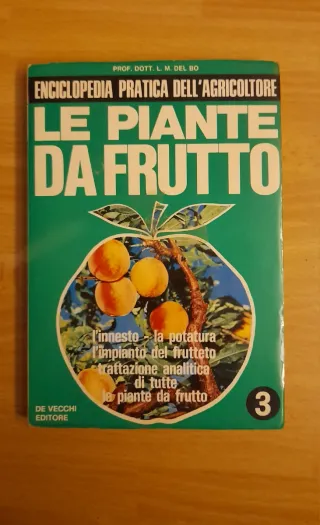 PROF. DOTT. L. M. DEL BO
ENCICLOPEDIA PRATICA DELL'AGRICOLTORE
LE PIANTE
DA FRUTTO
l'innesto - la potatura
l'impianto del frutteto
trattazione analitica
di tutte
le piante da frutto
DE VECCHI
EDITORE
3